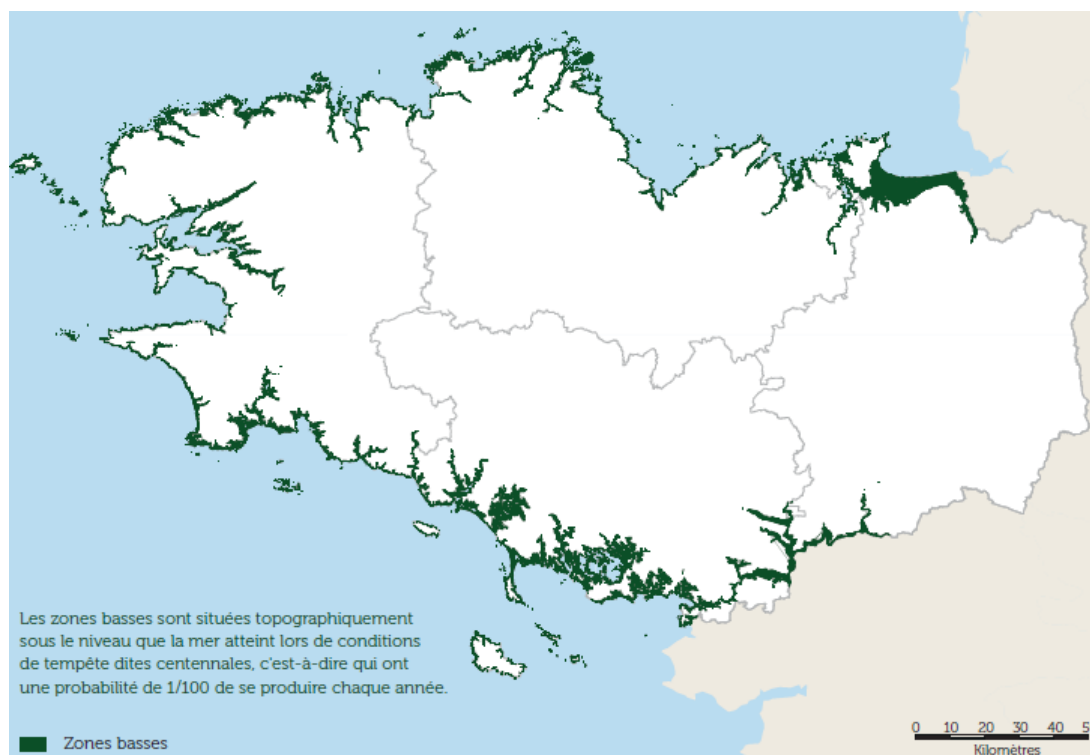 Les zones basses sont situées topographiquement
sous le niveau que la mer atteint lors de conditions
de tempête dites centennales, c'est-à-dire qui ont
une probabilité de 1/100 de se produire chaque année.
Zones basses
0 10 20 30 40 5
Kilomètres